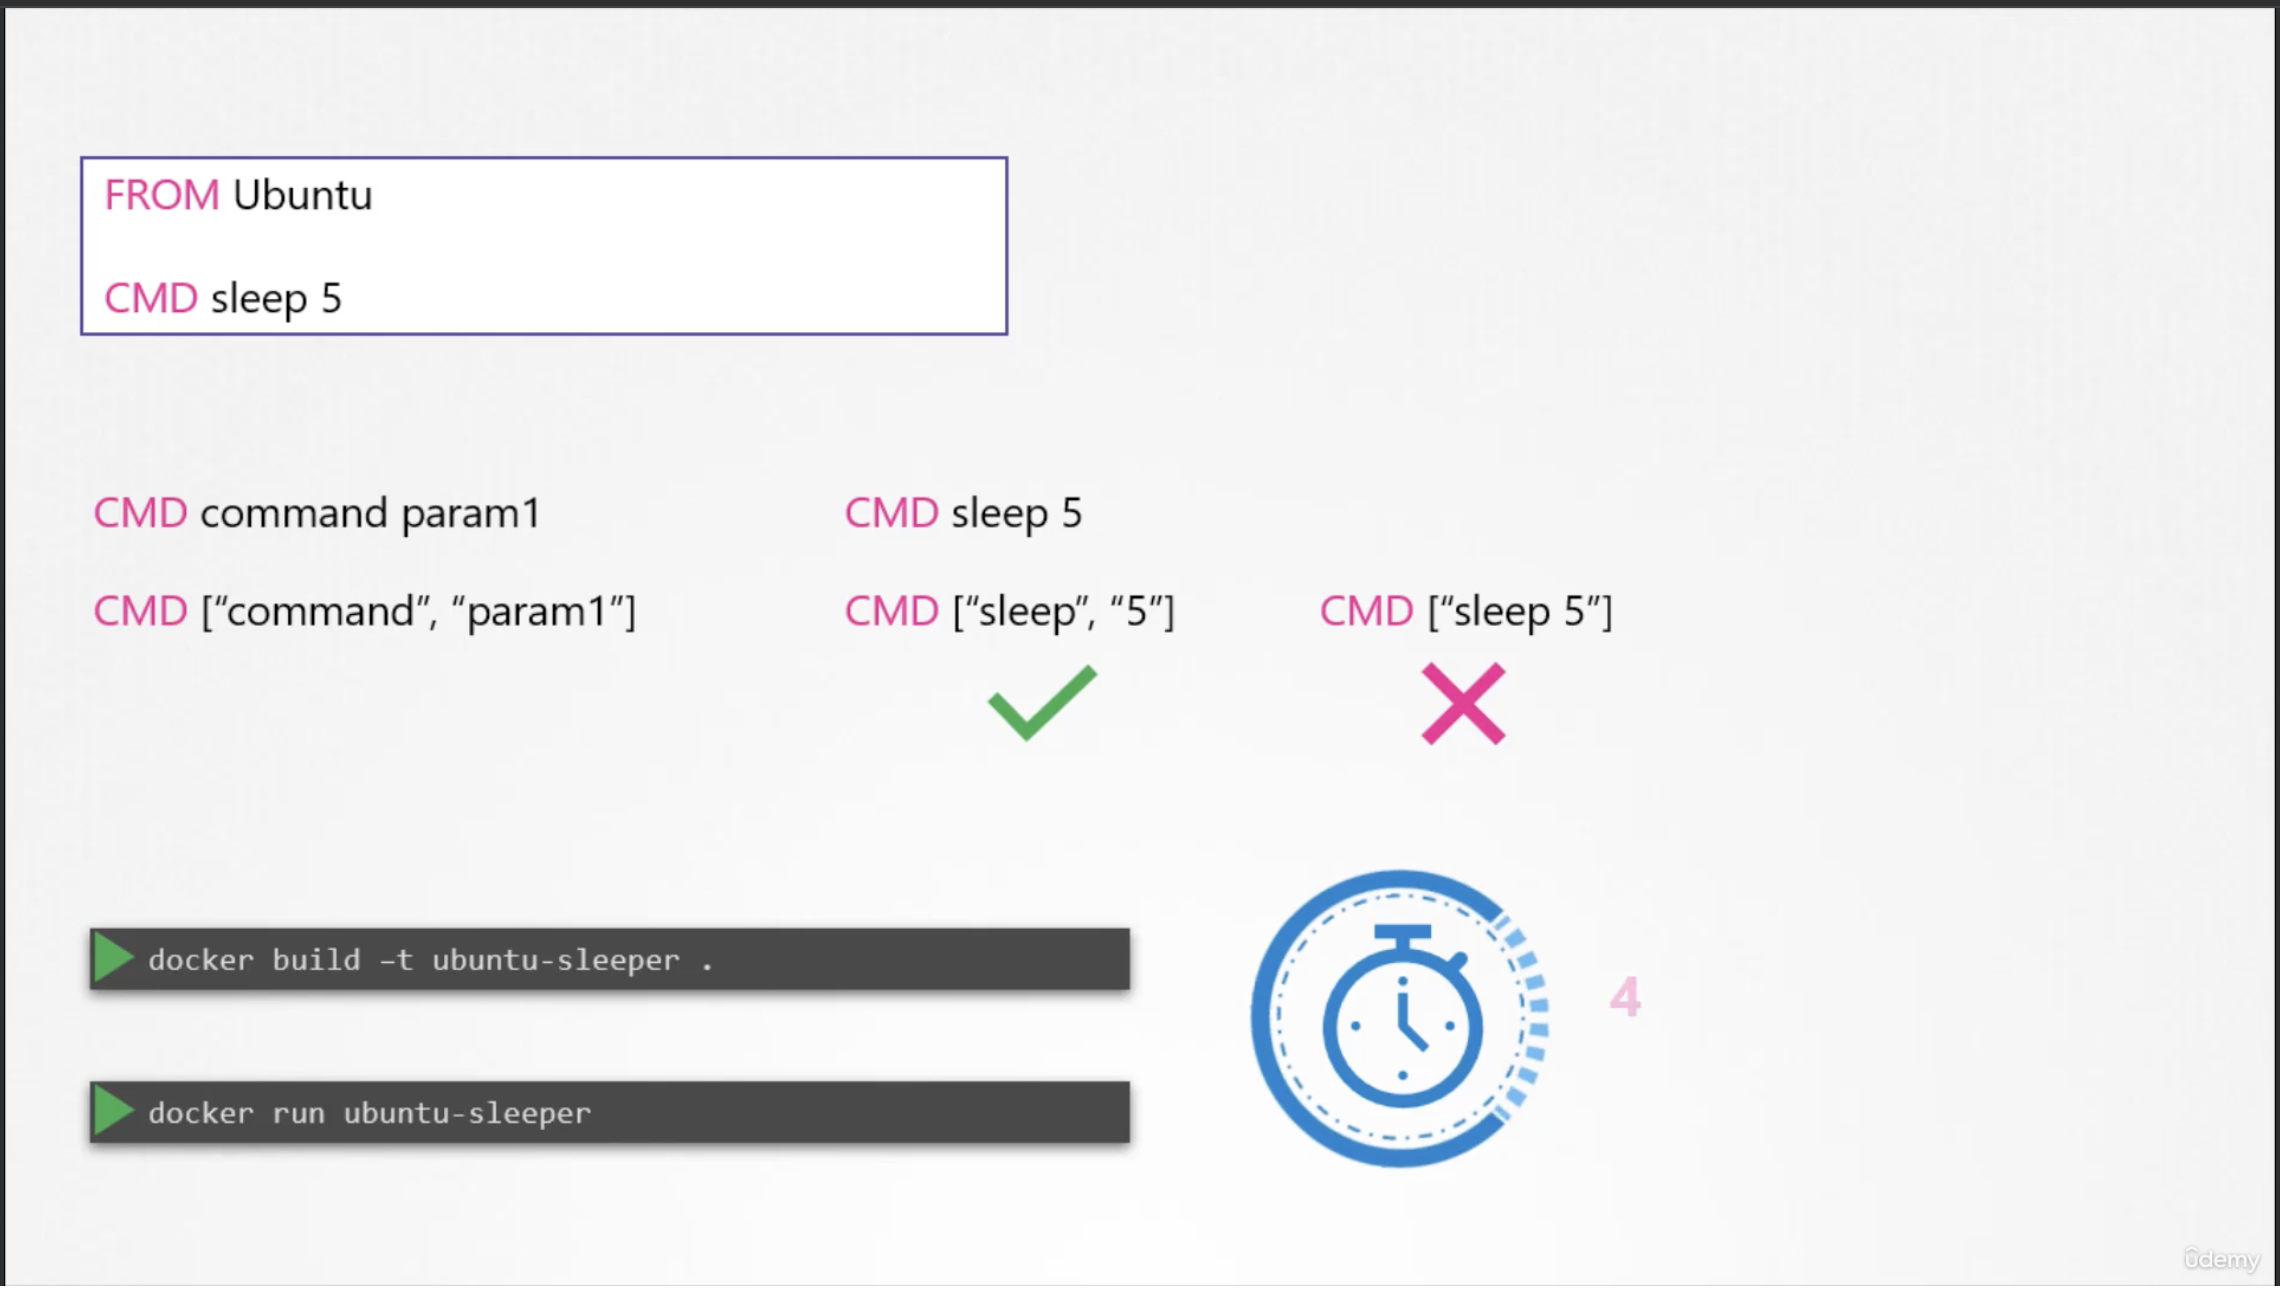 FROM Ubuntu
CMD sleep 5
CMD command param1
CMD sleep 5
CMD [“command”, “param1”]
CMD [“sleep”, “5”]
CMD [“sleep 5”]
docker build –t ubuntu-sleeper .
4
docker run ubuntu-sleeper
ûdemy